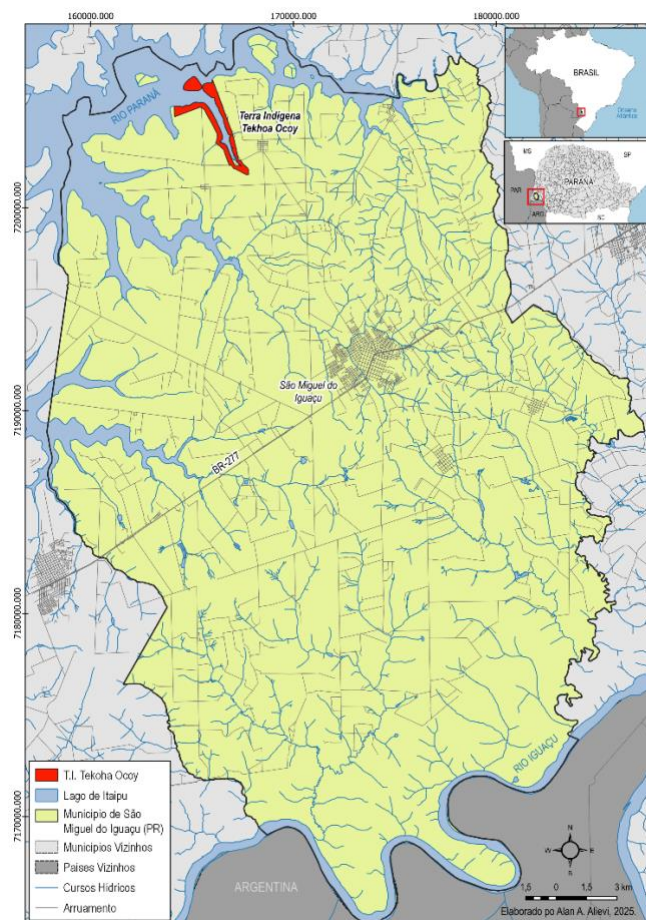 160000.000
170000.000
180000.000
BRASIL
Oceano
Atlântico
MS
SP
PARANÁ
PAR
ARG
SC
RIO PARANÁ
Terra Indígena
Tekhoa Ocoy
7200000.000
São Miguel do
Iguaçu
7190000.000
BR-277
7180000.000
RIO IGUAÇU
7170000.000
T.I. Tekoha Ocoy
Lago de Itaipu
Municipio de São
Miguel do Iguaçu (PR)
Municípios Vizinhos
Países Vizinhos
Cursos Hídricos
Arruamento
ARGENTINA
N
W
E
S
1,5 0 1,5 3 km
Elaborado po Alan A. Alievi, 2025.